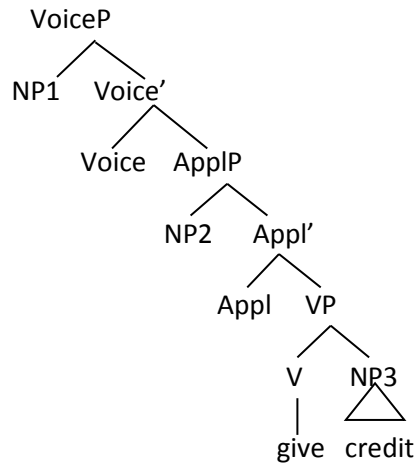 VoiceP
NP1 Voice’
Voice ApplP
NP2 Appl’
Appl VP
V NP3
give credit